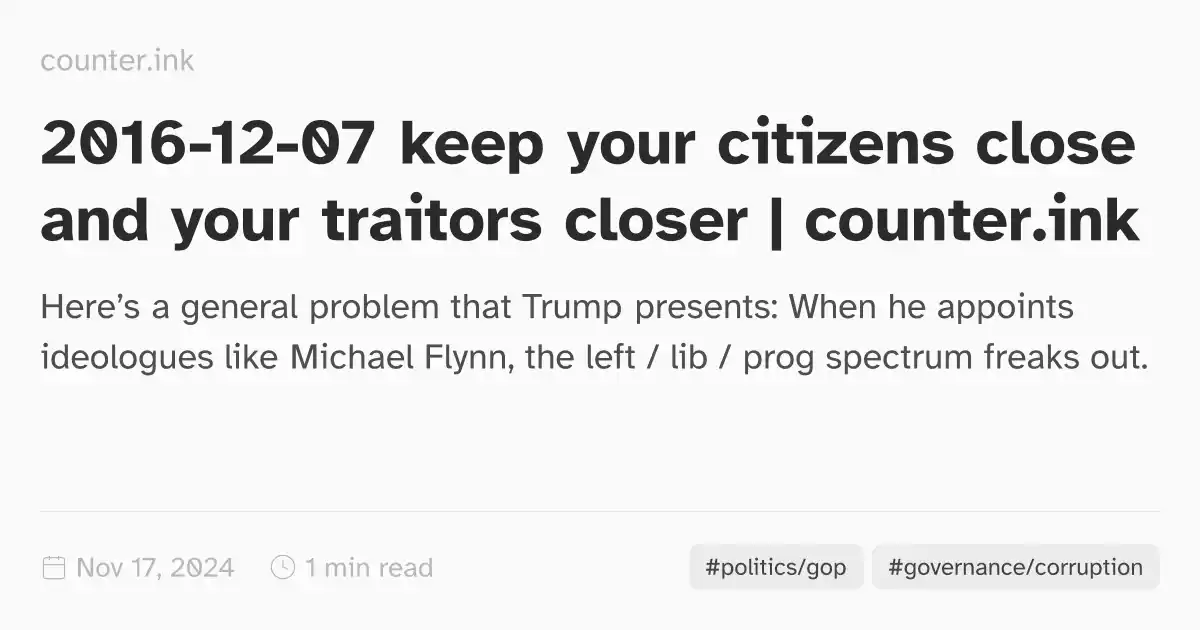 counter.ink
2016-12-07 keep your citizens close
and your traitors closer | counter.ink
Here’s a general problem that Trump presents: When he appoints
ideologues like Michael Flynn, the left / lib / prog spectrum freaks out.
Nov 17, 2024 1 min read #politics/gop #governance/corruption